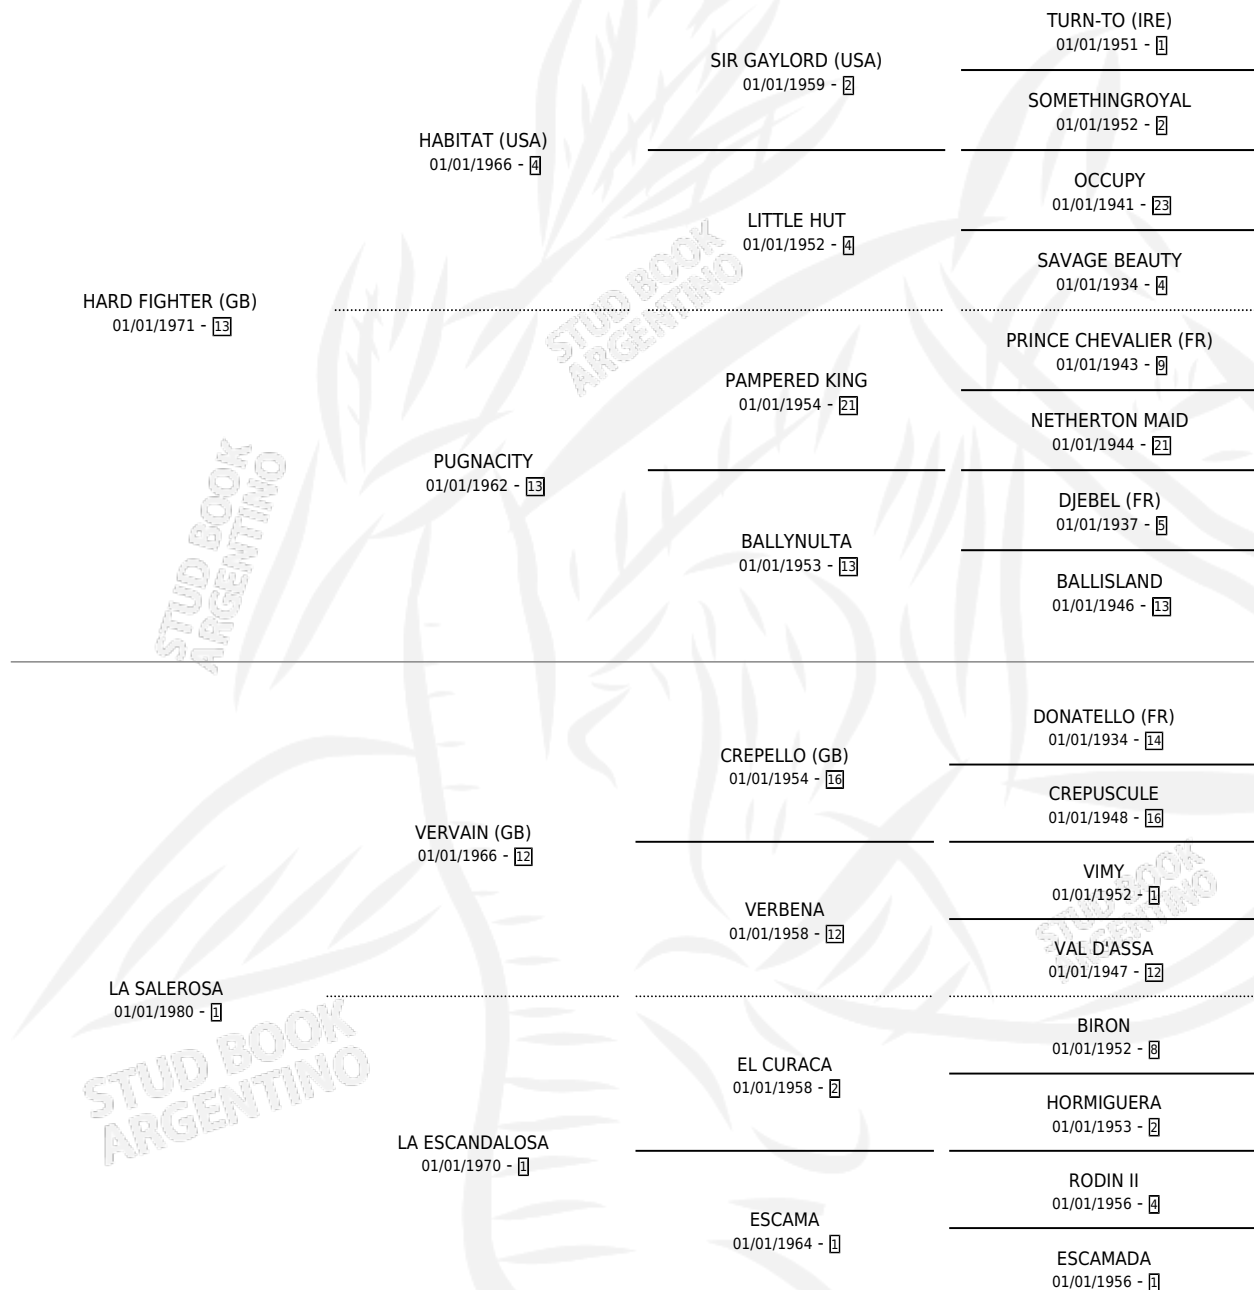 TURN-TO (IRE)
01/01/1951 - 1
SIR GAYLORD (USA)
01/01/1959 - 2
SOMETHINGROYAL
01/01/1952 - 2
HABITAT (USA)
01/01/1966 - 4
OCCUPY
01/01/1941 - 23
LITTLE HUT
01/01/1952 - 4
SAVAGE BEAUTY
01/01/1934 - 4
HARD FIGHTER (GB)
01/01/1971 - 13
PRINCE CHEVALIER (FR)
01/01/1943 - 9
PAMPERED KING
01/01/1954 - 21
NETHERTON MAID
01/01/1944 - 21
PUGNACITY
01/01/1962 - 13
DJEBEL (FR)
01/01/1937 - 5
BALLYNULTA
01/01/1953 - 13
BALLISLAND
01/01/1946 - 13
DONATELLO (FR)
01/01/1934 - 14
CREPELLO (GB)
01/01/1954 - 16
CREPUSCULE
01/01/1948 - 16
VERVAIN (GB)
01/01/1966 - 12
VIMY
01/01/1952 - 1
VERBENA
01/01/1958 - 12
VAL D'ASSA
01/01/1947 - 12
LA SALEROSA
01/01/1980 - 1
BIRON
01/01/1952 - 8
EL CURACA
01/01/1958 - 2
HORMIGUERA
01/01/1953 - 2
LA ESCANDALOSA
01/01/1970 - 1
RODIN II
01/01/1956 - 4
ESCAMA
01/01/1964 - 1
ESCAMADA
01/01/1956 - 1
STUD BOOK
ARGENTINO
STUD BOOK
ARGENTINO
STUD BOOK
ARGENTINO
STUD BOOK
ARGENTINO